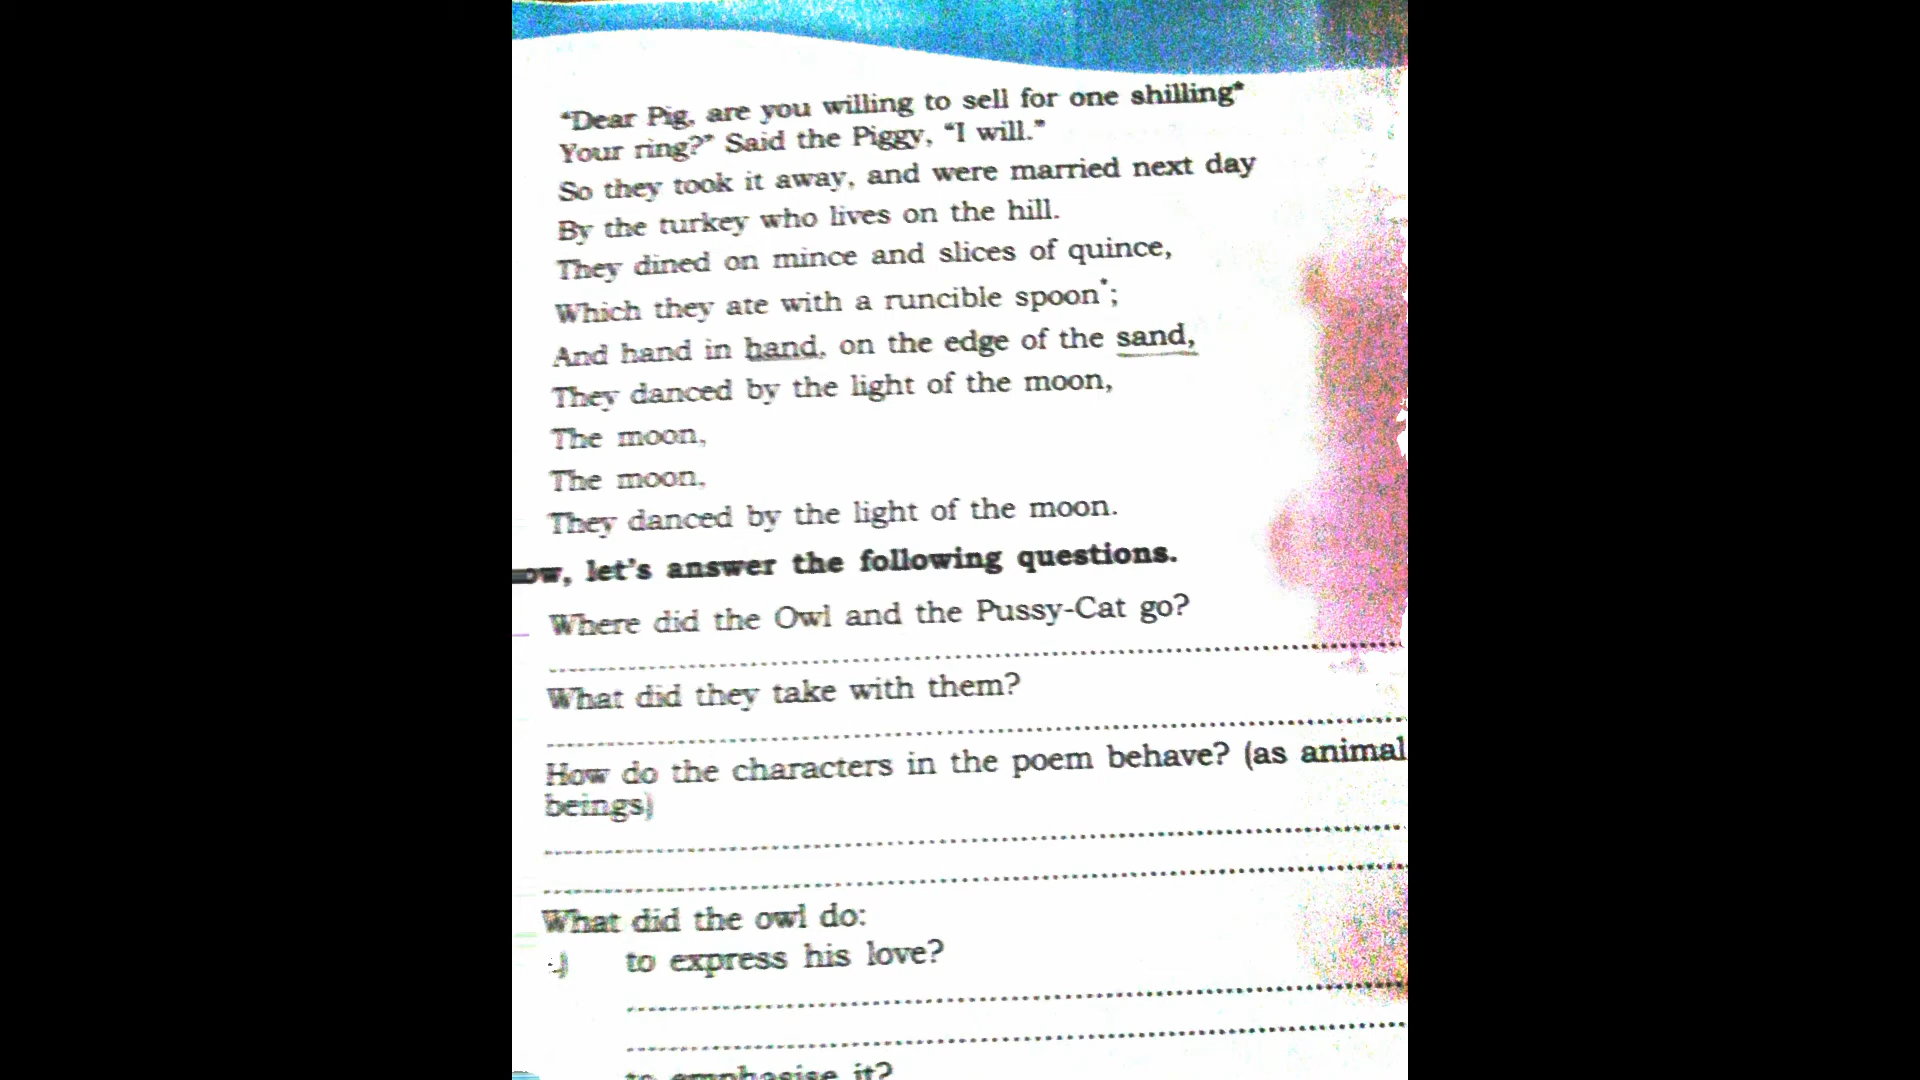 "Dear Pig, are you willing to sell for one shilling*
Your ring?" Said the Piggy, "I will."
So they took it away, and were married next day
By the turkey who lives on the hill.
They dined on mince and slices of quince,
Which they ate with a runcible spoon*;
And hand in hand, on the edge of the sand,
They danced by the light of the moon,
The moon,
The moon,
They danced by the light of the moon.
ow, let's answer the following questions.
Where did the Owl and the Pussy-Cat go?
What did they take with them?
How do the characters in the poem behave? (as animal
beings)
What did the owl do:
to express his love?
to emphasise it?